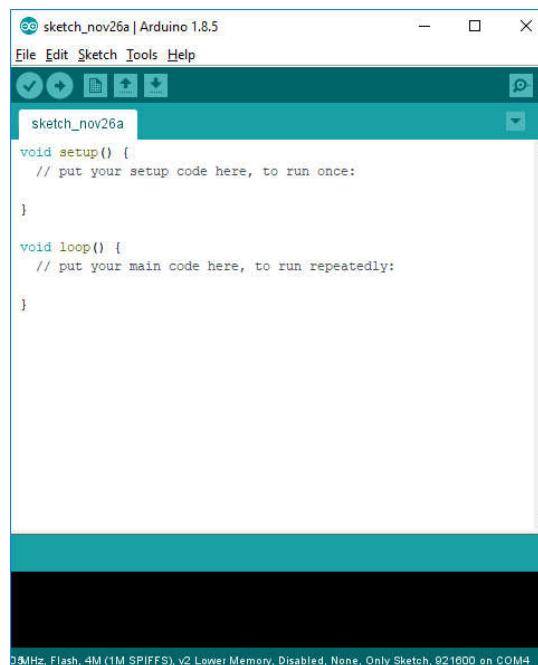 sketch_nov26a | Arduino 1.8.5
File Edit Sketch Tools Help
sketch_nov26a
void setup() {
// put your setup code here, to run once:
}
void loop() {
// put your main code here, to run repeatedly:
}
MHz, Flash, 4M (1M SPIFFS), v2 Lower Memory, Disabled, None, Only Sketch, 921600 on COM4